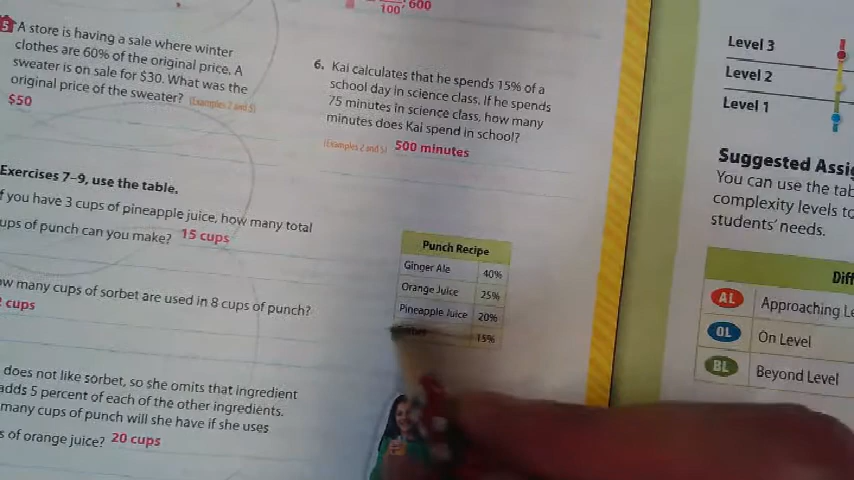 100, 600
5 A store is having a sale where winter
clothes are 60% of the original price. A
sweater is on sale for $30. What was the
original price of the sweater? (Examples 2 and 5)
$50
6. Kai calculates that he spends 15% of a
school day in science class. If he spends
75 minutes in science class, how many
minutes does Kai spend in school?
(Examples 2 and 5) 500 minutes
Exercises 7–9, use the table.
f you have 3 cups of pineapple juice, how many total
ups of punch can you make? 15 cups
Punch Recipe
Ginger Ale 40%
Orange Juice 25%
Pineapple Juice 20%
15%
ow many cups of sorbet are used in 8 cups of punch?
cups
does not like sorbet, so she omits that ingredient
adds 5 percent of each of the other ingredients.
many cups of punch will she have if she uses
s of orange juice? 20 cups
Level 3
Level 2
Level 1
Suggested Assig
You can use the tab
complexity levels to
students' needs.
Diff
AL Approaching Le
OL On Level
BL Beyond Level